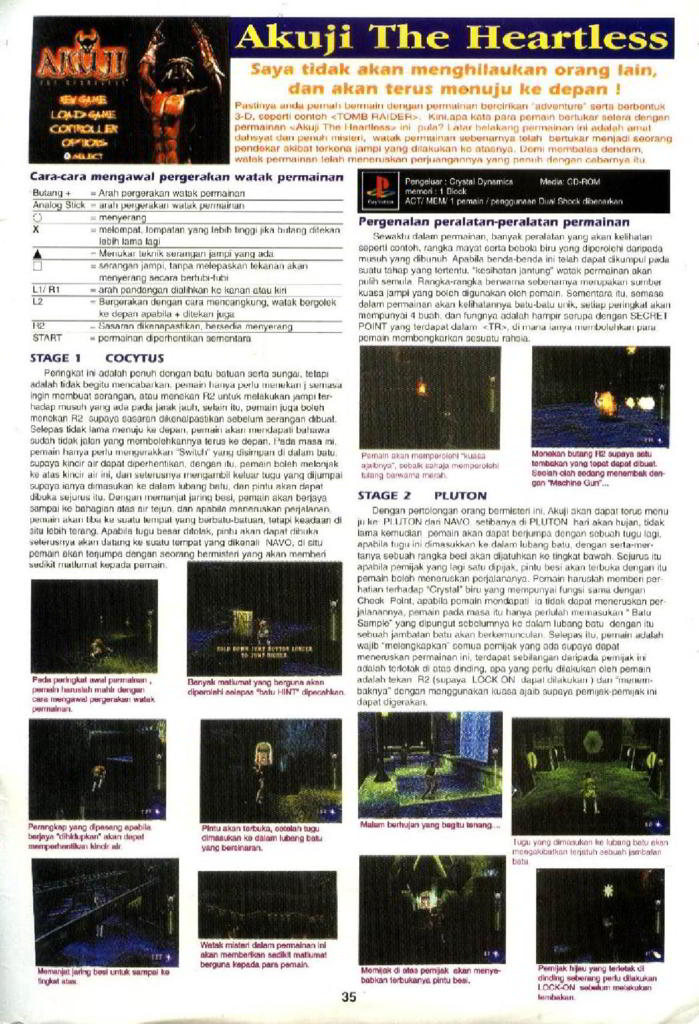 AKUJI
THE HEARTLESS
NEW GAME
LOAD GAME
CONTROLLER
OPTIONS
SELECT
Akuji The Heartless
Saya tidak akan menghilaukan orang lain,
dan akan terus menuju ke depan !
Pastinya anda pernah bermain dengan permainan bercirikan "adventure" serta berbentuk
3-D, seperti contoh <TOMB RAIDER>. Kini,apa kata para pemain bertukar selera dengan
permainan <Akuji The Heartless> ini pula? Latar belakang permainan ini adalah amat
dahsyat dan penuh misteri, watak permainan sebenarnya telah bertukar menjadi seorang
pendekar akibat terkena jampi yang dilakukan ke atasnya. Demi membalas dendam,
watak permainan telah meneruskan perjuangannya yang penuh dengan cabarnya itu.
Cara-cara mengawal pergerakan watak permainan
Butang + = Arah pergerakan watak permainan
Analog Stick = arah pergerakan watak permainan
○ = menyerang
X = melompat, lompatan yang lebih tinggi jika butang ditekan
lebih lama lagi
▲ = Menukar teknik serangan jampi yang ada
□ = serangan jampi, tanpa melepaskan tekanan akan
menyerang secara bertubi-tubi
L1/ R1 = arah pandangan dialihkan ke kanan atau kiri
L2 = Bergerakan dengan cara mencangkung, watak bergolek
ke depan apabila + ditekan juga
R2 = Sasaran dikenapastikan, bersedia menyerang
START = permainan diperhentikan sementara
STAGE 1 COCYTUS
Peringkat ini adalah penuh dengan batu batuan serta sungai, tetapi
adalah tidak begitu mencabarkan, pemain hanya perlu menekan j semasa
ingin membuat serangan, atau menekan R2 untuk melakukan jampi ter-
hadap musuh yang ada pada jarak jauh, selain itu, pemain juga boleh
menekan R2 supaya sasaran dikenalpastikan sebelum serangan dibuat.
Selepas tidak lama menuju ke depan, pemain akan mendapati bahawa
sudah tidak jalan yang membolehkannya terus ke depan. Pada masa ini,
pemain hanya perlu mengerakkan "Switch" yang disimpan di dalam batu,
supaya kincir air dapat diperhentikan, dengan itu, pemain boleh melonjak
ke atas kincir air ini, dan seterusnya mengambil keluar tugu yang dijumpai
supaya ianya dimasukan ke dalam lubang batu, dan pintu akan dapat
dibuka sejurus itu. Dengan memanjat jaring besi, pemain akan berjaya
sampai ke bahagian atas air terjun, dan apabila meneruskan perjalanan,
pemain akan tiba ke suatu tempat yang berbatu-batuan, tetapi keadaan di
situ lebih terang. Apabila tugu besar ditolak, pintu akan dapat dibuka
seterusnya akan datang ke suatu tempat yang dikenali NAVO, di situ
pemain akan terjumpa dengan seorang bermisteri yang akan memberi
sedikit matlumat kepada pemain.
HOLD DOWN JUMP BUTTON LONGER
TO JUMP HIGHER
Pada peringkat awal permainan ,
pemain haruslah mahir dengan
cara mengawal pergerakan watak
permainan.
Banyak matlumat yang berguna akan
diperolehi selepas "batu HINT" dipecahkan.
Perangkap yang dipasang apabila
berjaya "dihidupkan" akan dapat
memperhentikan kincir air.
Pintu akan terbuka, setelah tugu
dimasukan ke dalam lubang batu
yang bersinaran.
Memanjat jaring besi untuk sampai ke
tingkat atas.
Watak misteri dalam permainan ini
akan memberikan sedikit matlumat
berguna kepada para pemain.
PlayStation
Pengeluar : Crystal Dynamics Media: CD-ROM
memori : 1 Block
ACT/ MEM/ 1 pemain / penggunaan Dual Shock dibenarkan
Pergenalan peralatan-peralatan permainan
Sewaktu dalam permainan, banyak peralatan yang akan kelihatan
seperti contoh, rangka mayat serta bebola biru yang diperoleh daripada
musuh yang dibunuh. Apabila benda-benda ini telah dapat dikumpul pada
suatu tahap yang tertentu, "kesihatan jantung" watak permainan akan
pulih semula. Rangka-rangka berwarna sebenarnya merupakan sumber
kuasa jampi yang boleh digunakan oleh pemain. Sementara itu, semasa
dalam permainan akan kelihatannya batu-batu unik, setiap peringkat akan
mempunyai 4 buah, dan fungnya adalah hampir serupa dengan SECRET
POINT yang terdapat dalam <TR>, di mana ianya membolehkan para
pemain membongkarkan sesuatu rahsia.
Pemain akan memperolehi "kuasa
ajaibnya", sebaik sahaja memperolehi
tulang berwarna merah.
Menekan butang R2 supaya satu
tembakan yang tepat dapat dibuat.
Seolah olah sedang menembak den-
gan "Machine Gun"...
STAGE 2 PLUTON
Dengan pertolongan orang bermisteri ini, Akuji akan dapat terus menu
ju ke PLUTON dari NAVO, setibanya di PLUTON hari akan hujan, tidak
lama kemudian pemain akan dapat berjumpa dengan sebuah tugu lagi,
apabila tugu ini dimasukkan ke dalam lubang batu, dengan serta-mer-
tanya sebuah rangka besi akan dijatuhkan ke tingkat bawah. Sejurus itu
apabila pemijak yang lagi satu dipijak, pintu besi akan terbuka dengan itu
pemain boleh meneruskan perjalananya. Pemain haruslah memberi per-
hatian terhadap "Crystal" biru yang mempunyai fungsi sama dengan
Check Point, apabila pemain mendapati ia tidak dapat meneruskan per-
jalanannya, pemain pada masa itu hanya perlulah memasukan " Batu
Sample" yang dipungut sebelumnya ke dalam lubang batu dengan itu
sebuah jambatan batu akan berkemunculan. Selepas itu, pemain adalah
wajib "melengkapkan" semua pemijak yang ada supaya dapat
meneruskan permainan ini, terdapat sebilangan daripada pemijak ini
adalah terletak di atas dinding, apa yang perlu dilakukan oleh pemain
adalah tekan R2 (supaya LOCK ON dapat dilakukan ) dan "menem-
baknya" dengan menggunakan kuasa ajaib supaya pemijak-pemijak ini
dapat digerakan.
Malam berhujan yang begitu tenang...
Tugu yang dimasukan ke lubang batu akan
mengakibatkan terjatuh sebuah jambatan
batu.
Memijak di atas pemijak akan menye-
babkan terbukanya pintu besi.
Pemijak hijau yang terletak di
dinding seberang perlu dilakukan
LOCK-ON sebelum melakukan
tembakan.
35